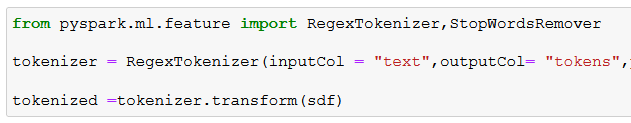 from pyspark.ml.feature import RegexTokenizer,StopWordsRemover
tokenizer = RegexTokenizer(inputCol = "text",outputCol= "tokens",
tokenized =tokenizer.transform(sdf)